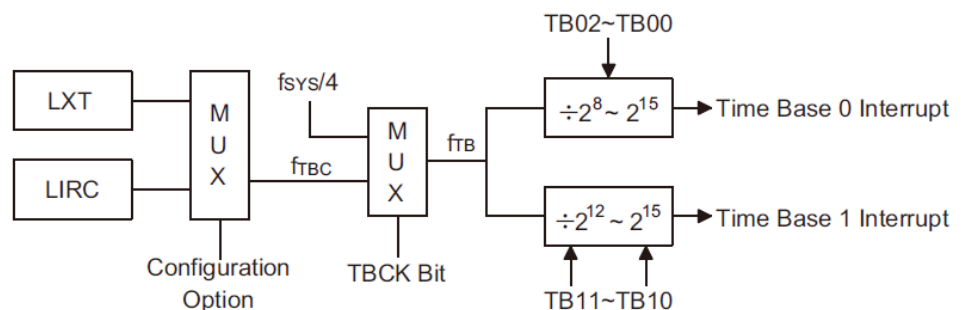 TB02~TB00
LXT
LIRC
M
U
X
Configuration
Option
fSYS/4
fTBC
M
U
X
TBCK Bit
fTB
÷2^8 ~ 2^15
Time Base 0 Interrupt
÷2^12 ~ 2^15
Time Base 1 Interrupt
TB11~TB10